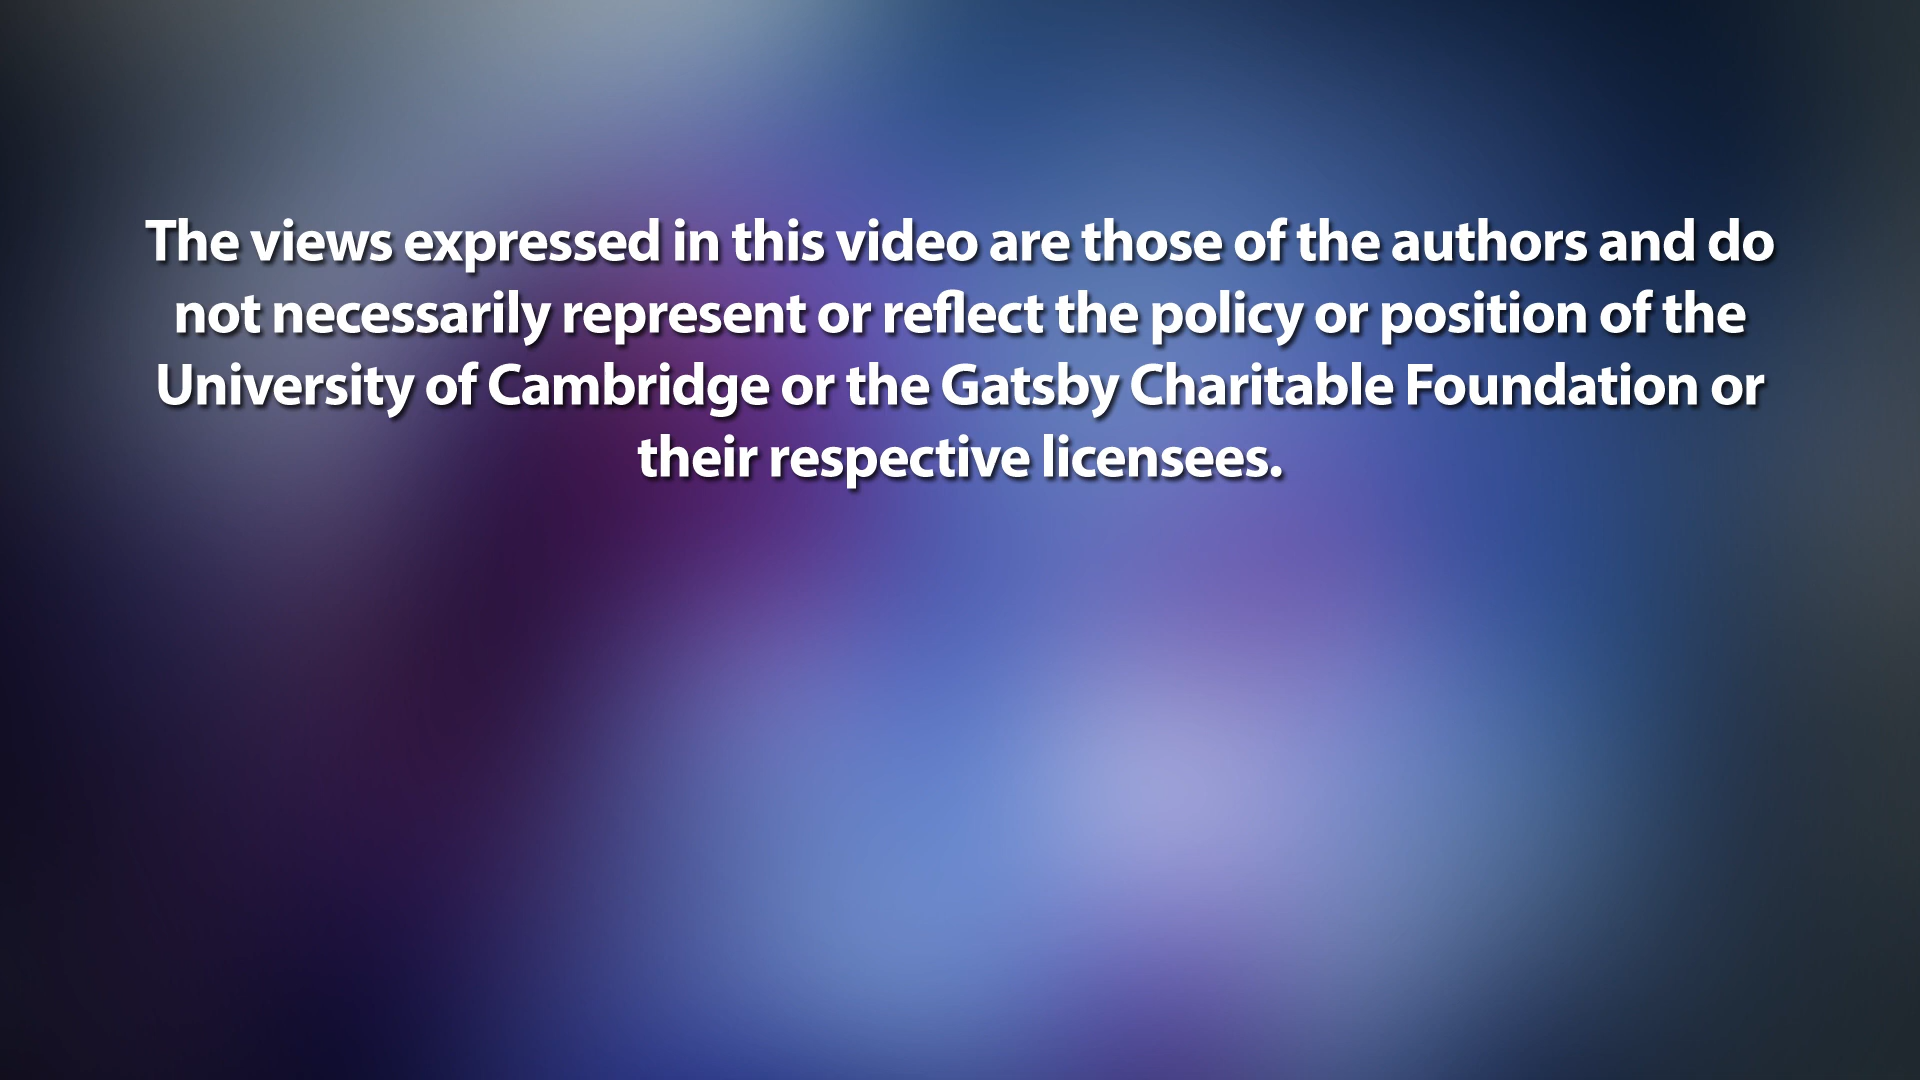 The views expressed in this video are those of the authors and do
not necessarily represent or reflect the policy or position of the
University of Cambridge or the Gatsby Charitable Foundation or
their respective licensees.